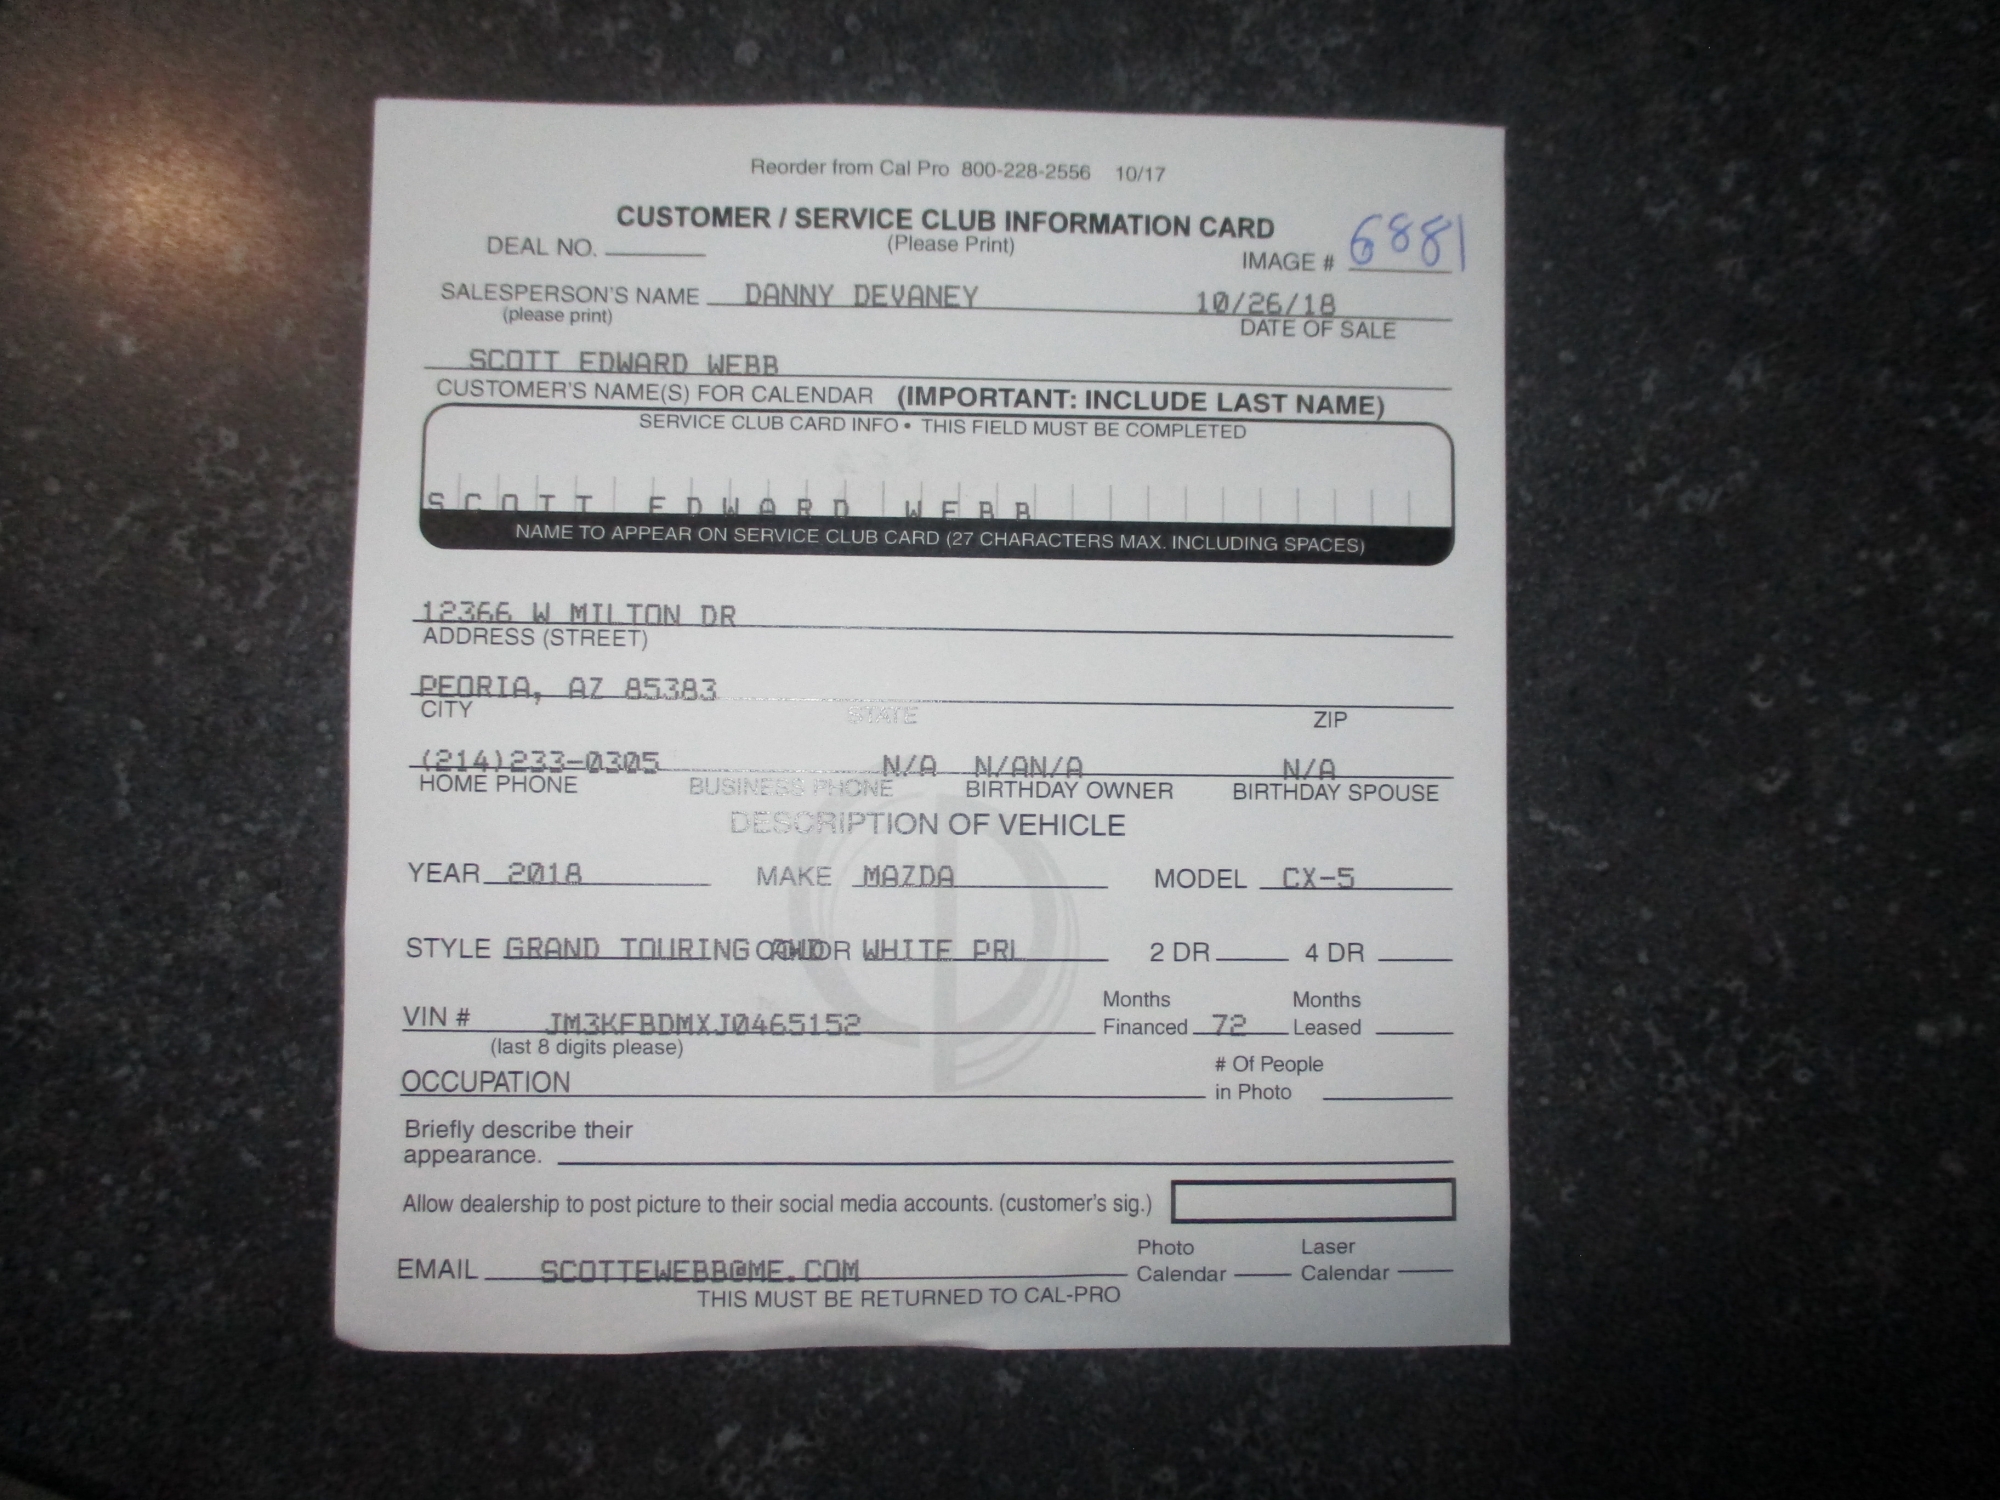 Reorder from Cal Pro 800-228-2556 10/17
CUSTOMER / SERVICE CLUB INFORMATION CARD
(Please Print)
DEAL NO.
IMAGE # 6881
SALESPERSON'S NAME DANNY DEVANEY 10/26/18
(please print) DATE OF SALE
SCOTT EDWARD WEBB
CUSTOMER'S NAME(S) FOR CALENDAR (IMPORTANT: INCLUDE LAST NAME)
SERVICE CLUB CARD INFO • THIS FIELD MUST BE COMPLETED
SCOTT EDWARD WEBB
NAME TO APPEAR ON SERVICE CLUB CARD (27 CHARACTERS MAX. INCLUDING SPACES)
12366 W MILTON DR
ADDRESS (STREET)
PEORIA, AZ 85383
CITY STATE ZIP
(214)233-0305 N/A N/AN/A N/A
HOME PHONE BUSINESS PHONE BIRTHDAY OWNER BIRTHDAY SPOUSE
DESCRIPTION OF VEHICLE
YEAR 2018 MAKE MAZDA MODEL CX-5
STYLE GRAND TOURING AWD COLOR WHITE PRL 2 DR 4 DR
Months Months
VIN # JM3KFBDMXJ0465152 Financed 72 Leased
(last 8 digits please)
# Of People
OCCUPATION in Photo
Briefly describe their
appearance.
Allow dealership to post picture to their social media accounts. (customer's sig.)
Photo Laser
EMAIL SCOTTEWEBB@ME.COM Calendar Calendar
THIS MUST BE RETURNED TO CAL-PRO